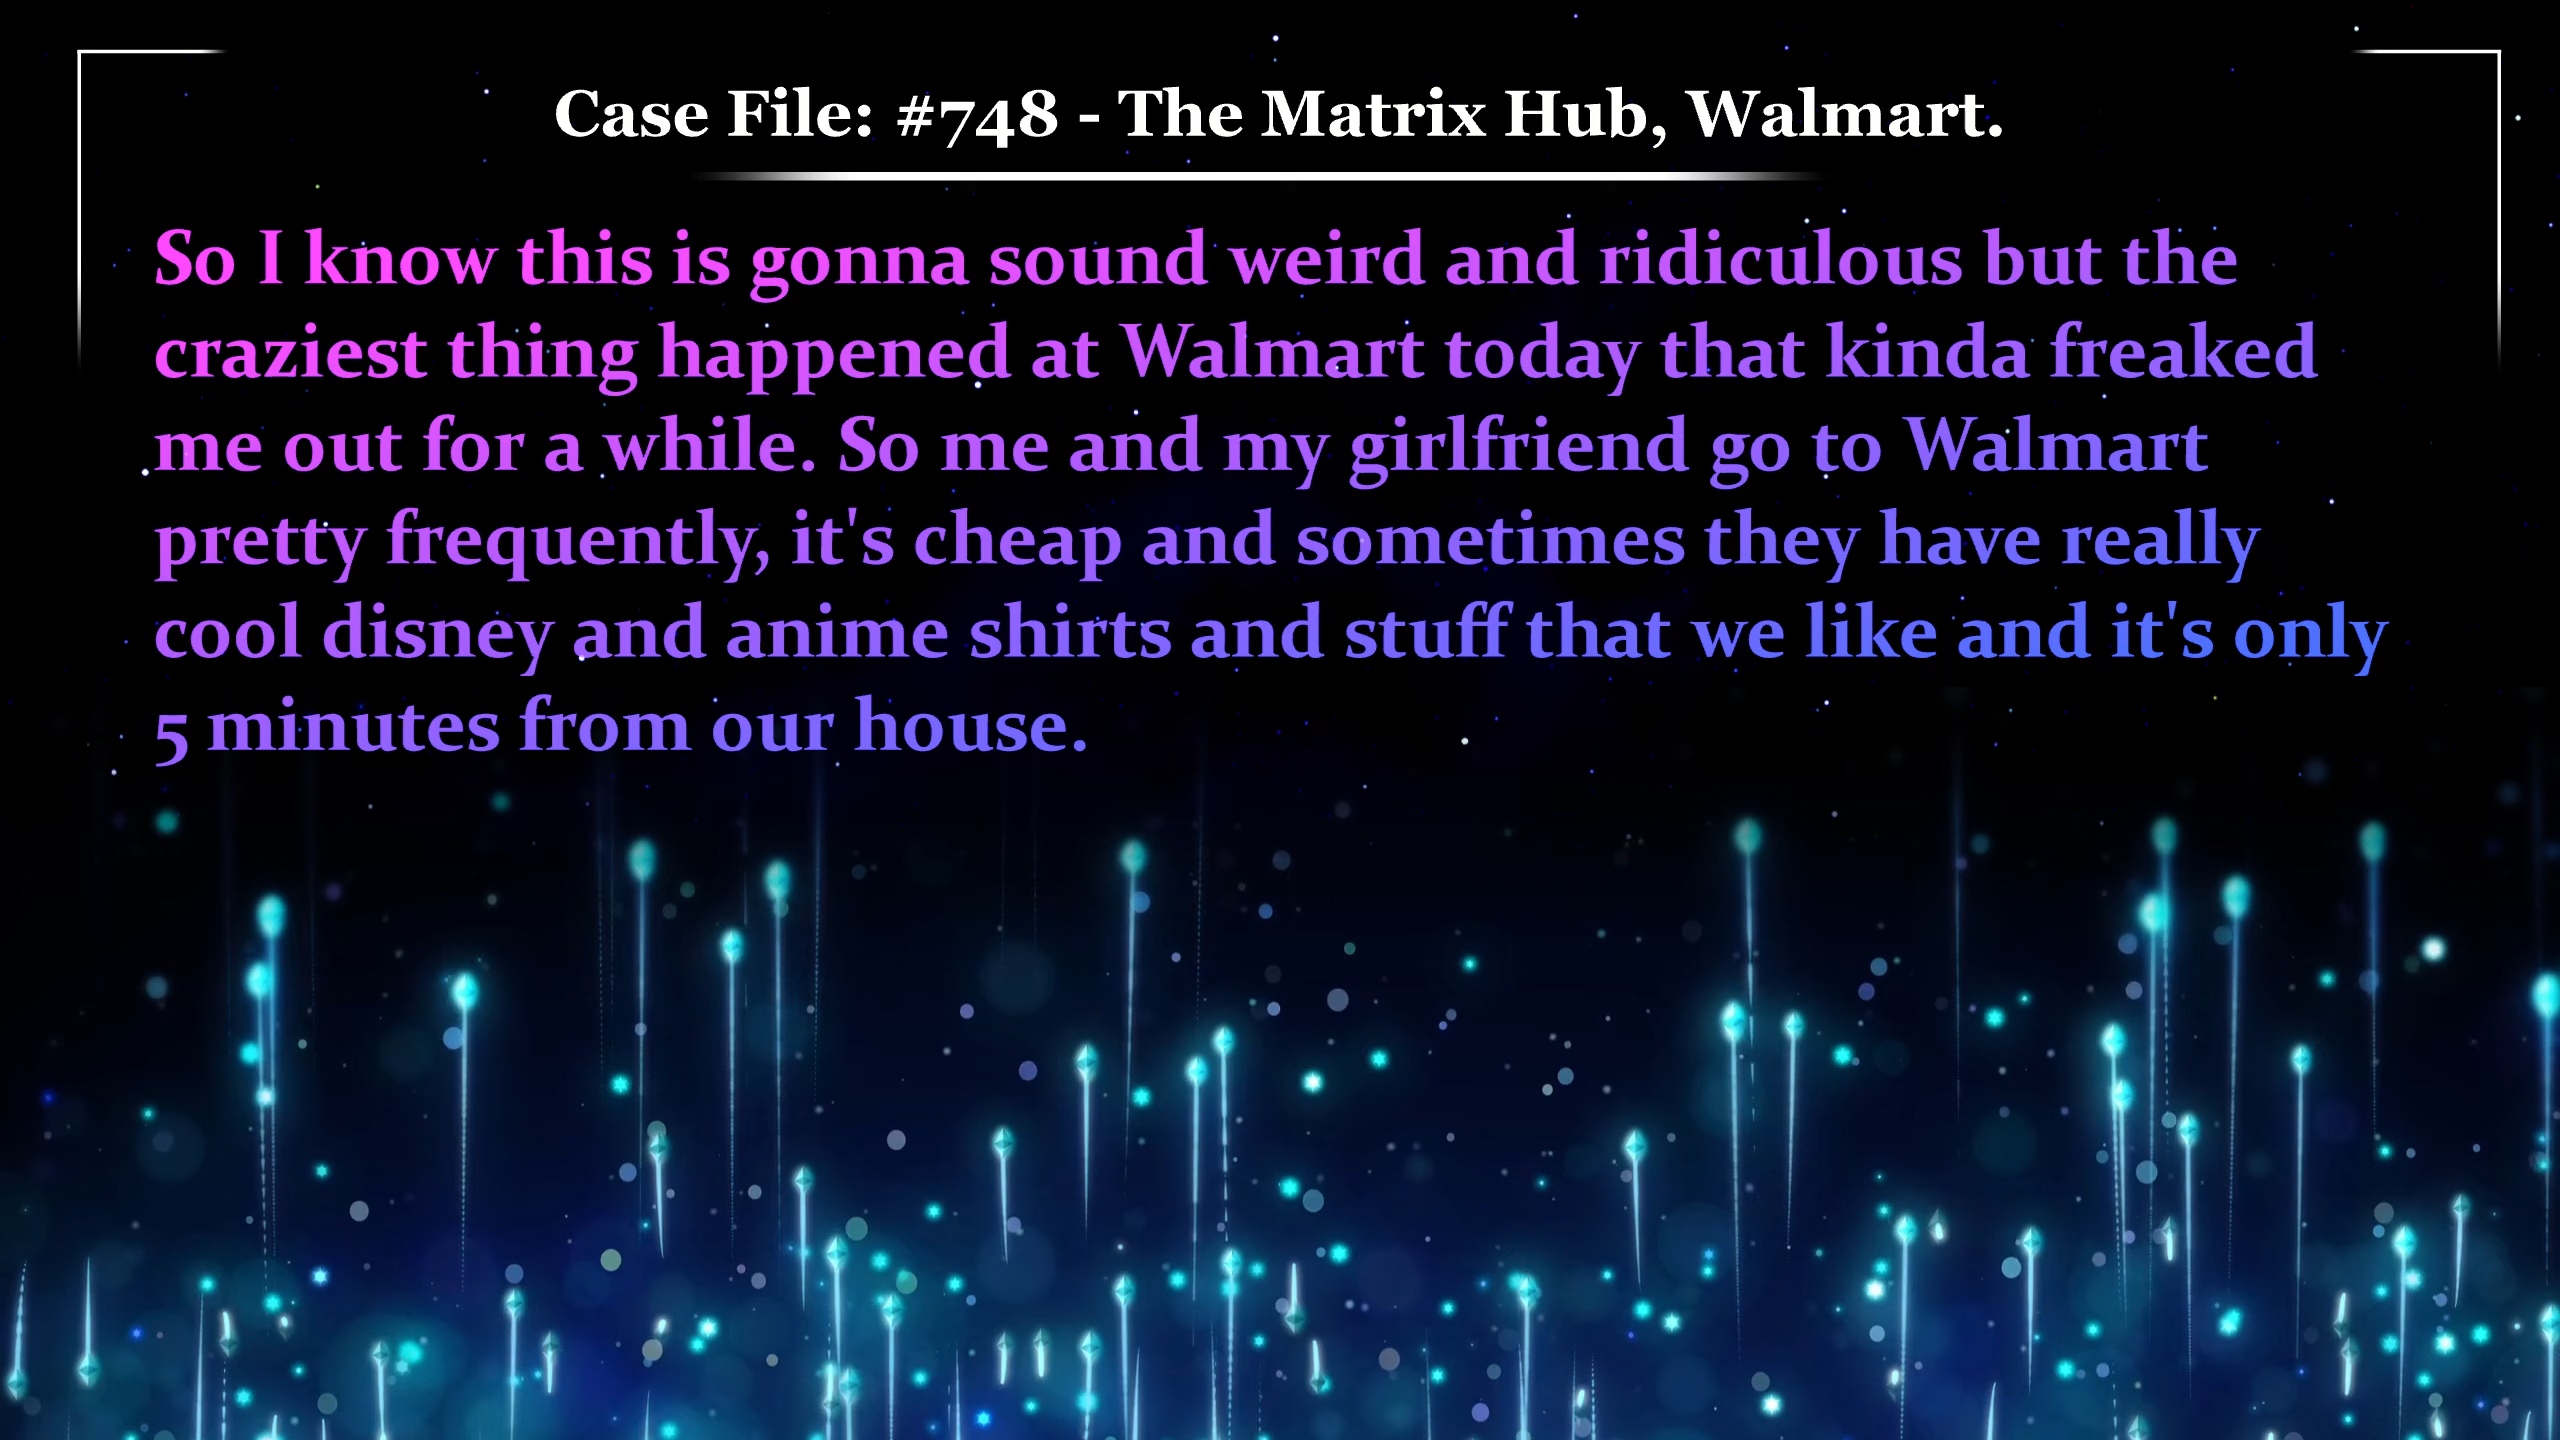 Case File: #748 - The Matrix Hub, Walmart.
So I know this is gonna sound weird and ridiculous but the
craziest thing happened at Walmart today that kinda freaked
me out for a while. So me and my girlfriend go to Walmart
pretty frequently, it's cheap and sometimes they have really
cool disney and anime shirts and stuff that we like and it's only
5 minutes from our house.